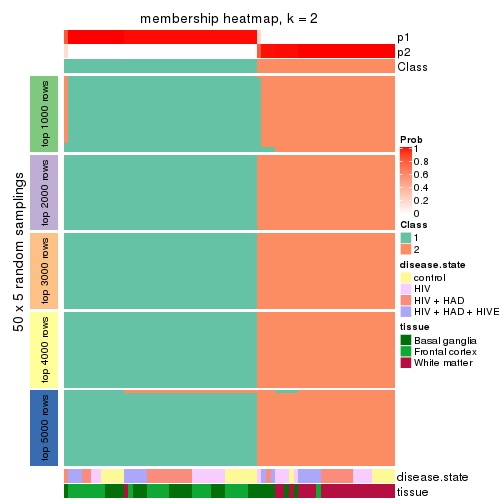 membership heatmap, k = 2
p1
p2
Class
50 x 5 random samplings
top 1000 rows
top 2000 rows
top 3000 rows
top 4000 rows
top 5000 rows
disease.state
tissue
Prob
1
0.8
0.6
0.4
0.2
0
Class
1
2
disease.state
control
HIV
HIV + HAD
HIV + HAD + HIVE
tissue
Basal ganglia
Frontal cortex
White matter